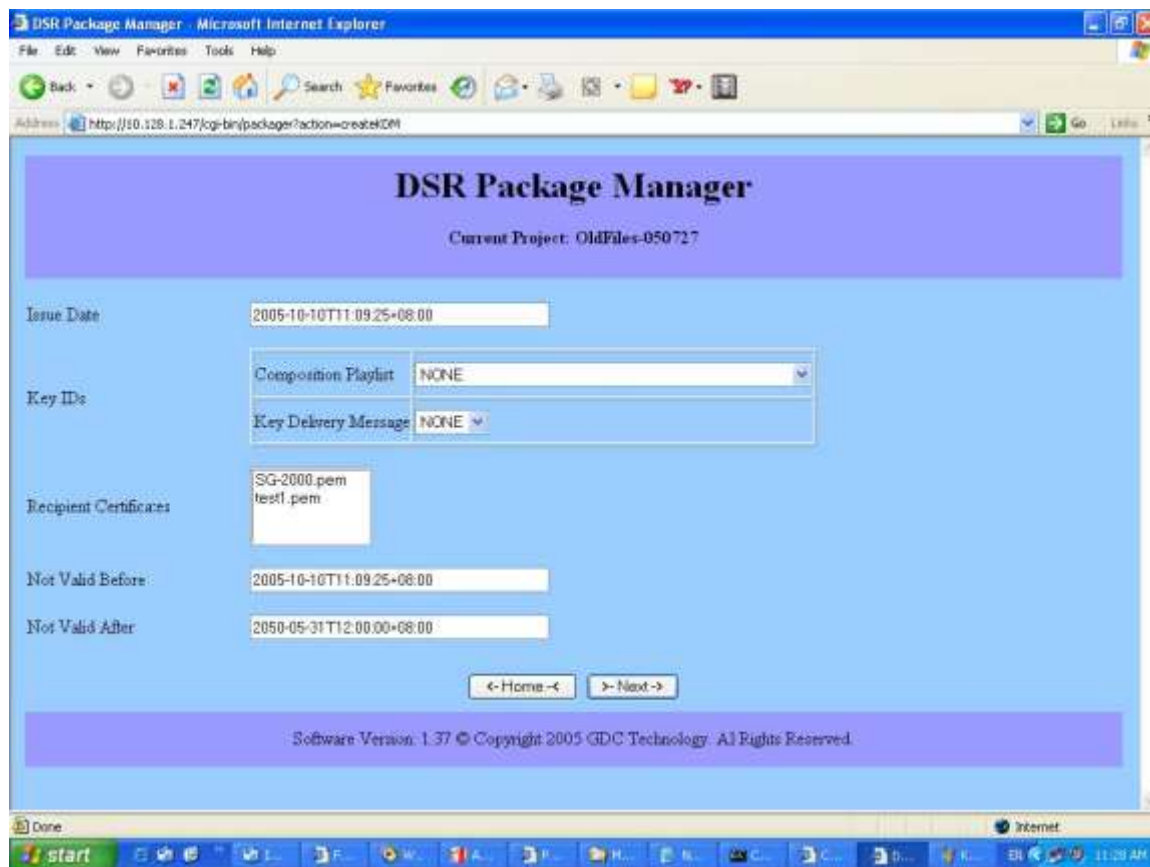 DSR Package Manager - Microsoft Internet Explorer
File Edit View Favorites Tools Help
Back Search Favorites
Address http://10.128.1.247/cgi-bin/packager?action=createKDM Go Links
DSR Package Manager
Current Project: OldFiles-050727
Issue Date 2005-10-10T11:09:25+08:00
Key IDs
Composition Playlist NONE
Key Delivery Message NONE
Recipient Certificates
SG-2000.pem
test1.pem
Not Valid Before 2005-10-10T11:09:25+08:00
Not Valid After 2050-05-31T12:00:00+08:00
<-Home-< >-Next->
Software Version: 1.37 © Copyright 2005 GDC Technology. All Rights Reserved.
Done Internet
start EN 11:28 AM